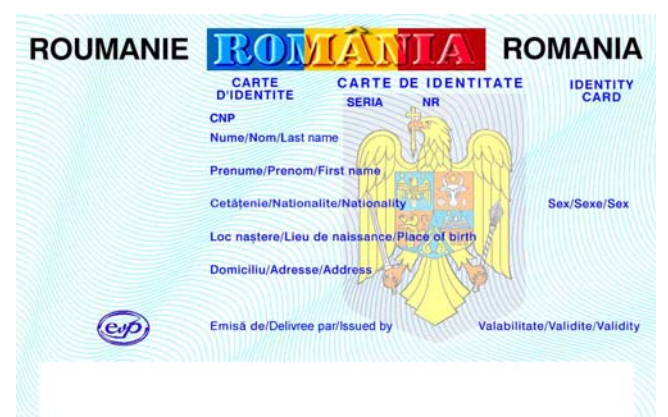 ROUMANIE ROMÂNIA ROMANIA
CARTE D'IDENTITE CARTE DE IDENTITATE IDENTITY CARD
SERIA NR
CNP
Nume/Nom/Last name
Prenume/Prenom/First name
Cetăţenie/Nationalite/Nationality Sex/Sexe/Sex
Loc naştere/Lieu de naissance/Place of birth
Domiciliu/Adresse/Address
Emisă de/Delivree par/Issued by Valabilitate/Validite/Validity